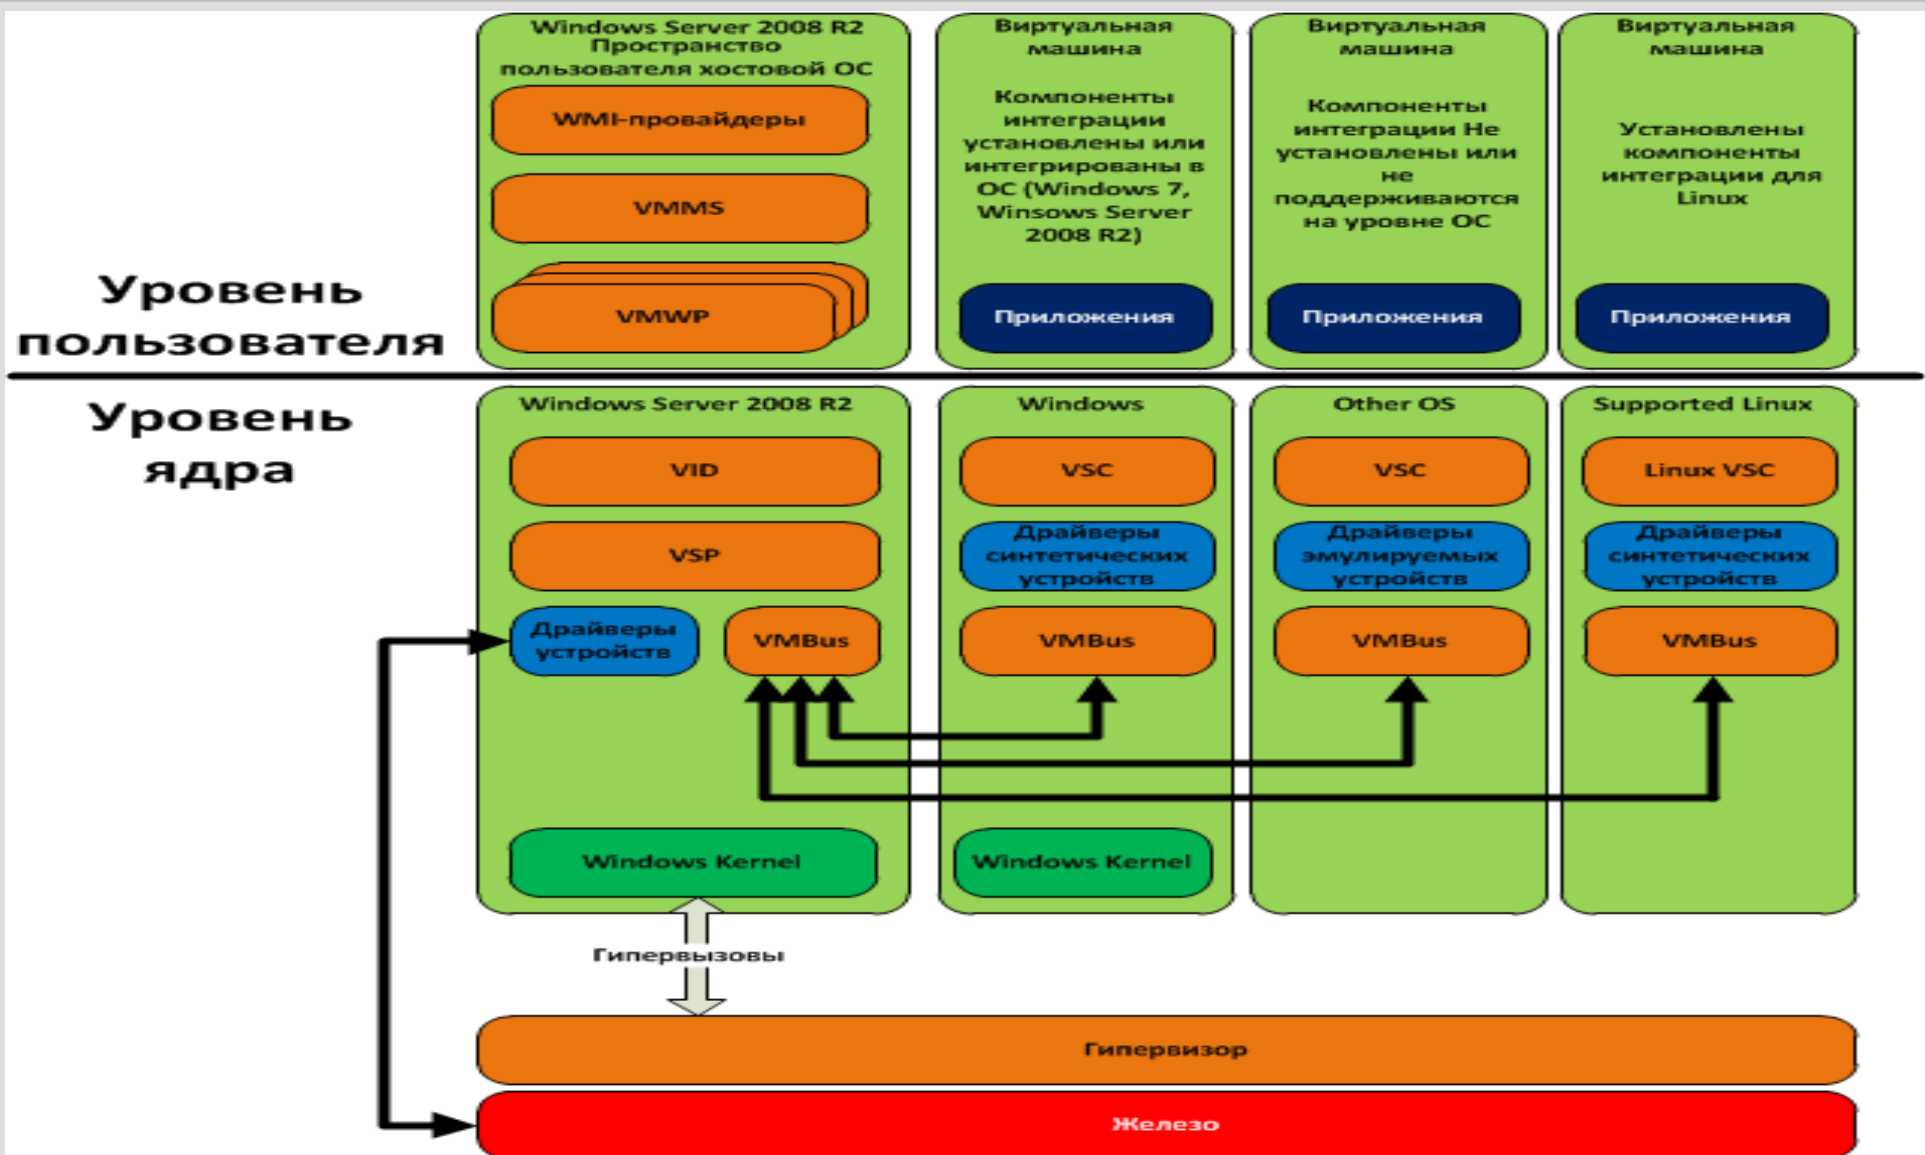 Windows Server 2008 R2
Пространство
пользователя хостовой ОС
WMI-провайдеры
VMMS
VMWP
Виртуальная
машина
Компоненты
интеграции
установлены или
интегрированы в
ОС (Windows 7,
Winsows Server
2008 R2)
Приложения
Виртуальная
машина
Компоненты
интеграции Не
установлены или
не
поддерживаются
на уровне ОС
Приложения
Виртуальная
машина
Установлены
компоненты
интеграции для
Linux
Приложения
Уровень
пользователя
Уровень
ядра
Windows Server 2008 R2
VID
VSP
Драйверы
устройств
VMBus
Windows Kernel
Windows
VSC
Драйверы
синтетических
устройств
VMBus
Windows Kernel
Other OS
VSC
Драйверы
эмулируемых
устройств
VMBus
Supported Linux
Linux VSC
Драйверы
синтетических
устройств
VMBus
Гипервызовы
Гипервизор
Железо